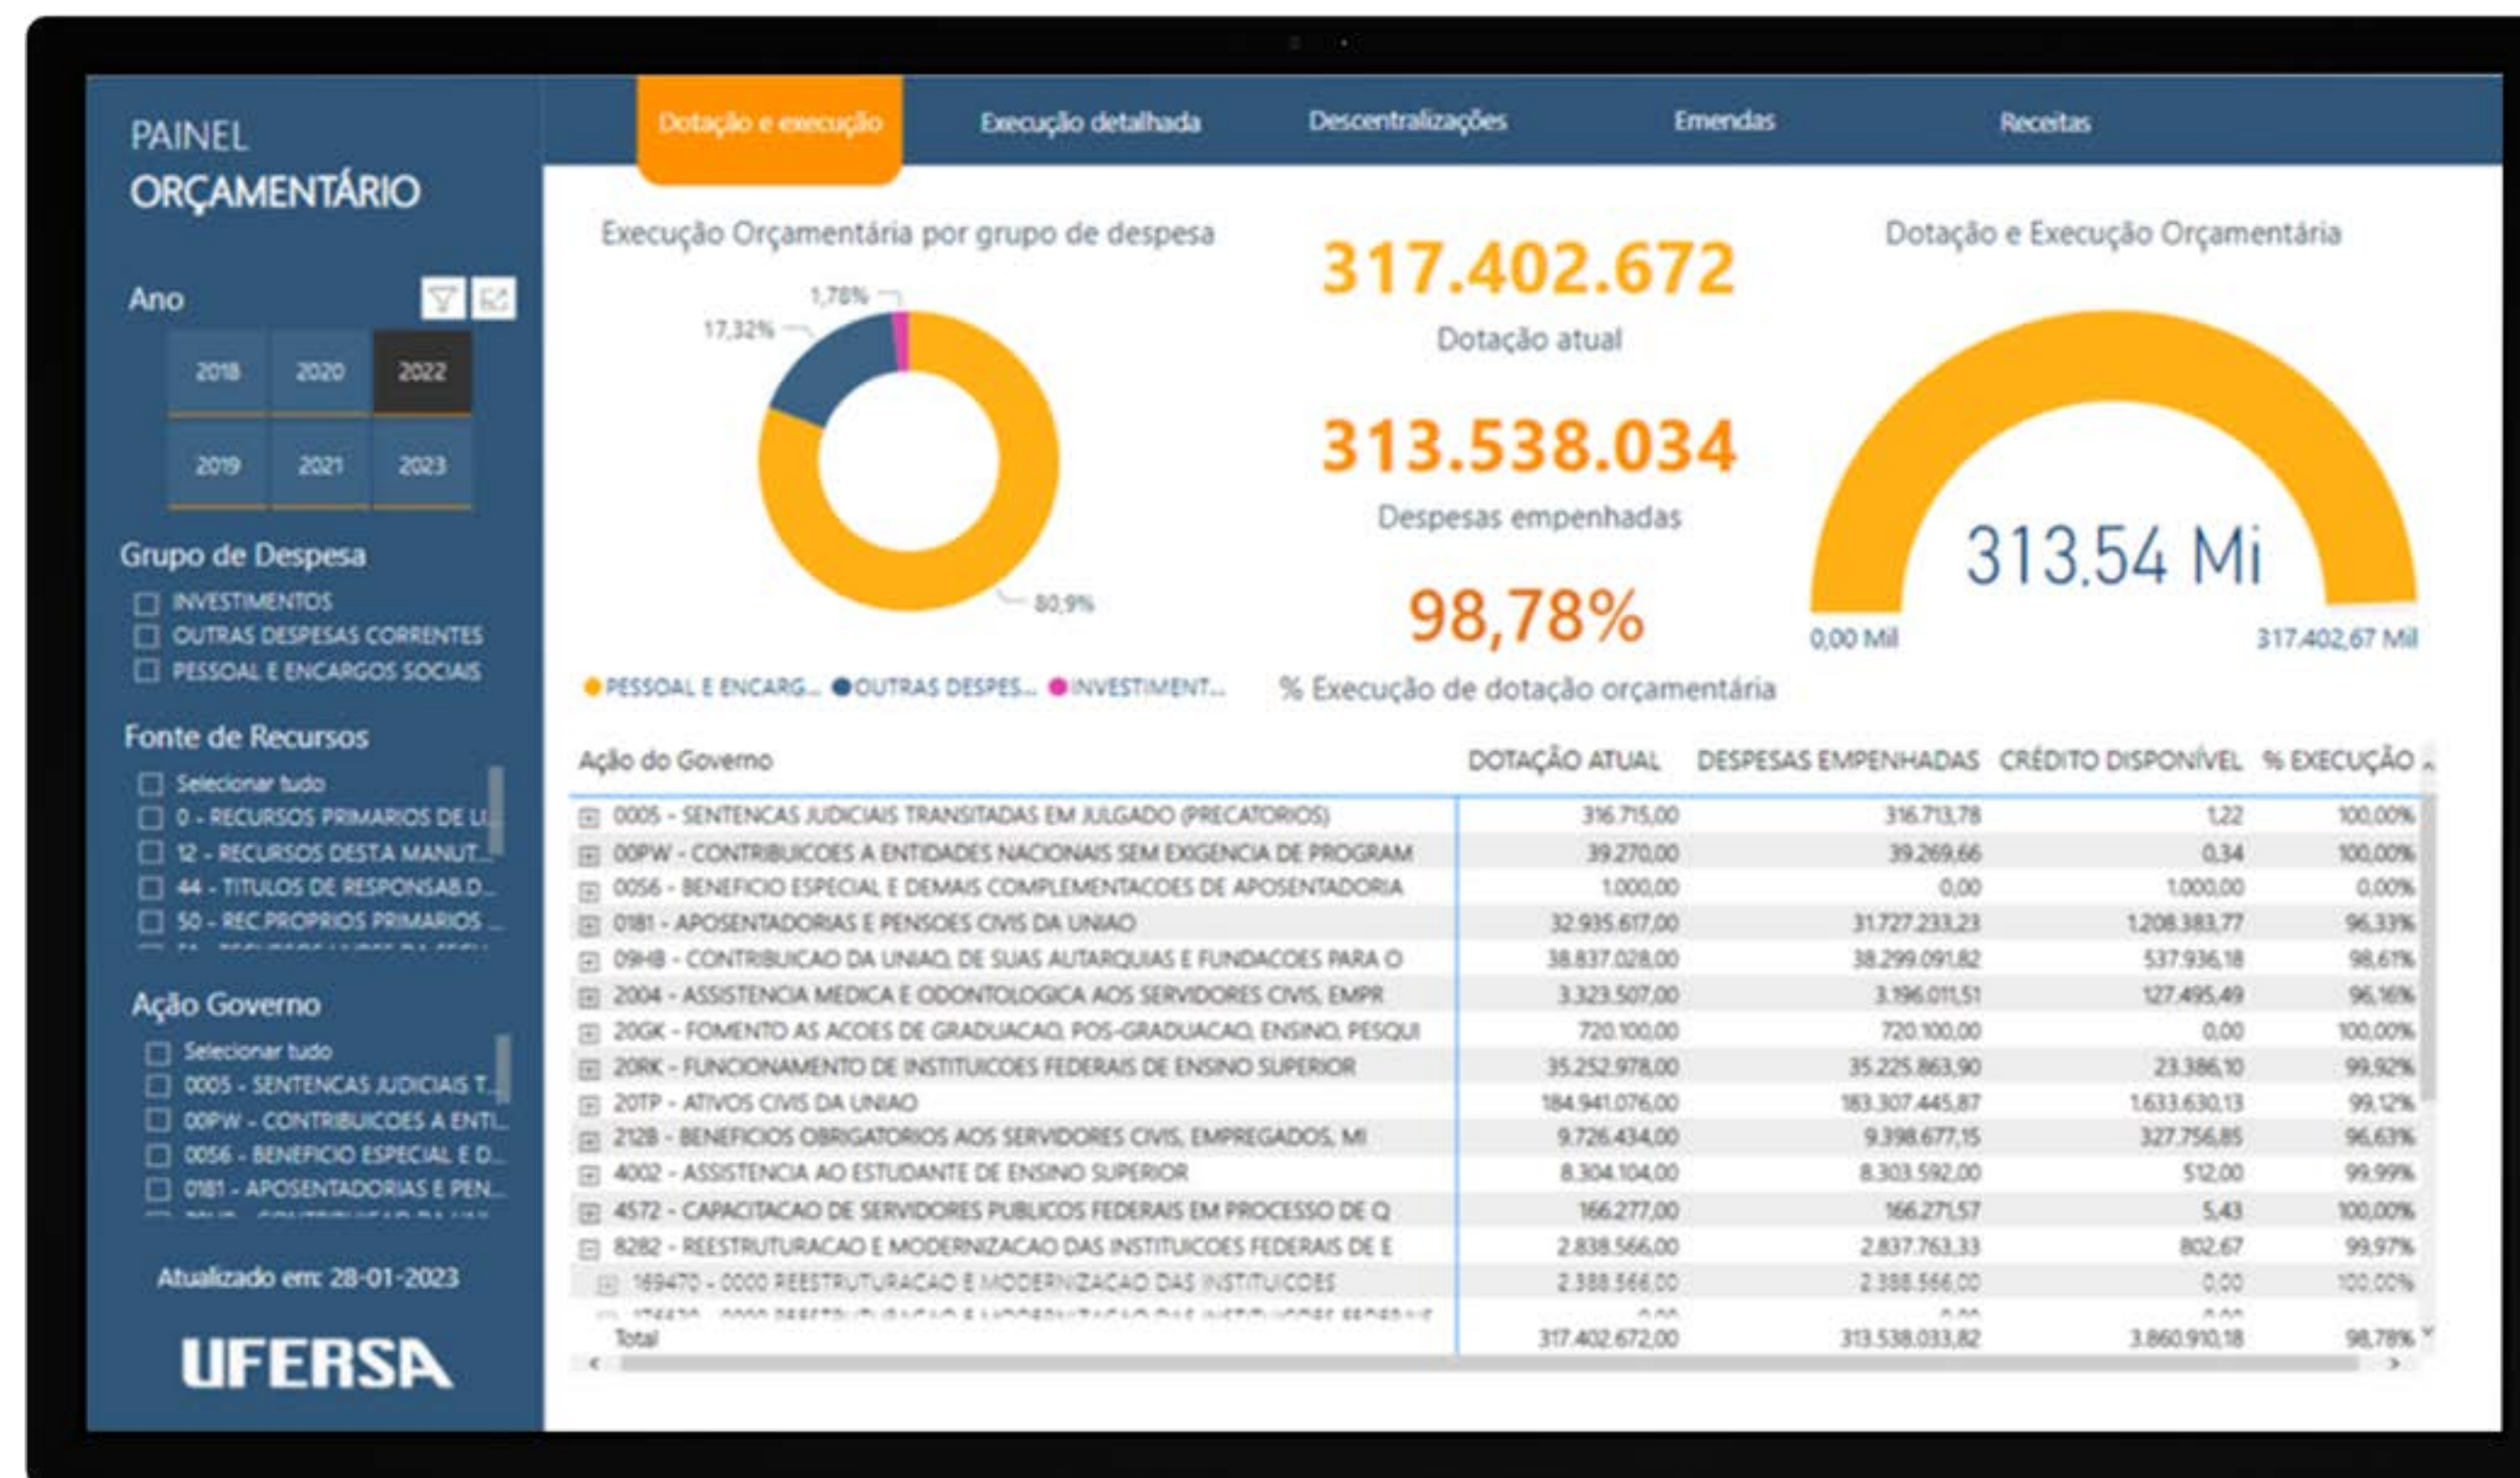 PAINEL
ORÇAMENTÁRIO
Ano
2018 2020 2022
2019 2021 2023
Grupo de Despesa
INVESTIMENTOS
OUTRAS DESPESAS CORRENTES
PESSOAL E ENCARGOS SOCIAIS
Fonte de Recursos
Selecionar tudo
0 - RECURSOS PRIMARIOS DE LI...
12 - RECURSOS DEST.A MANUT...
44 - TITULOS DE RESPONSAB.D...
50 - REC.PROPRIOS PRIMARIOS ...
Ação Governo
Selecionar tudo
0005 - SENTENCAS JUDICIAIS T...
00PW - CONTRIBUICOES A ENTI...
0056 - BENEFICIO ESPECIAL E D...
0181 - APOSENTADORIAS E PEN...
Atualizado em: 28-01-2023
UFERSA
Dotação e execução Execução detalhada Descentralizações Emendas Receitas
Execução Orçamentária por grupo de despesa
1,78%
17,32%
80,9%
PESSOAL E ENCARG... OUTRAS DESPES... INVESTIMENT...
317.402.672
Dotação atual
313.538.034
Despesas empenhadas
98,78%
% Execução de dotação orçamentária
Dotação e Execução Orçamentária
313,54 Mi
0,00 Mil 317.402,67 Mil
Ação do Governo DOTAÇÃO ATUAL DESPESAS EMPENHADAS CRÉDITO DISPONÍVEL % EXECUÇÃO
0005 - SENTENCAS JUDICIAIS TRANSITADAS EM JULGADO (PRECATORIOS) 316.715,00 316.713,78 1,22 100,00%
00PW - CONTRIBUICOES A ENTIDADES NACIONAIS SEM EXIGENCIA DE PROGRAM 39.270,00 39.269,66 0,34 100,00%
0056 - BENEFICIO ESPECIAL E DEMAIS COMPLEMENTACOES DE APOSENTADORIA 1.000,00 0,00 1.000,00 0,00%
0181 - APOSENTADORIAS E PENSOES CIVIS DA UNIAO 32.935.617,00 31.727.233,23 1.208.383,77 96,33%
09HB - CONTRIBUICAO DA UNIAO, DE SUAS AUTARQUIAS E FUNDACOES PARA O 38.837.028,00 38.299.091,82 537.936,18 98,61%
2004 - ASSISTENCIA MEDICA E ODONTOLOGICA AOS SERVIDORES CIVIS, EMPR 3.323.507,00 3.196.011,51 127.495,49 96,16%
20GK - FOMENTO AS ACOES DE GRADUACAO, POS-GRADUACAO, ENSINO, PESQUI 720.100,00 720.100,00 0,00 100,00%
20RK - FUNCIONAMENTO DE INSTITUICOES FEDERAIS DE ENSINO SUPERIOR 35.252.978,00 35.225.863,90 23.386,10 99,92%
20TP - ATIVOS CIVIS DA UNIAO 184.941.076,00 183.307.445,87 1.633.630,13 99,12%
212B - BENEFICIOS OBRIGATORIOS AOS SERVIDORES CIVIS, EMPREGADOS, MI 9.726.434,00 9.398.677,15 327.756,85 96,63%
4002 - ASSISTENCIA AO ESTUDANTE DE ENSINO SUPERIOR 8.304.104,00 8.303.592,00 512,00 99,99%
4572 - CAPACITACAO DE SERVIDORES PUBLICOS FEDERAIS EM PROCESSO DE Q 166.277,00 166.271,57 5,43 100,00%
8282 - REESTRUTURACAO E MODERNIZACAO DAS INSTITUICOES FEDERAIS DE E 2.838.566,00 2.837.763,33 802,67 99,97%
169470 - 0000 REESTRUTURACAO E MODERNIZACAO DAS INSTITUICOES 2.388.566,00 2.388.566,00 0,00 100,00%
Total 317.402.672,00 313.538.033,82 3.860.910,18 98,78%